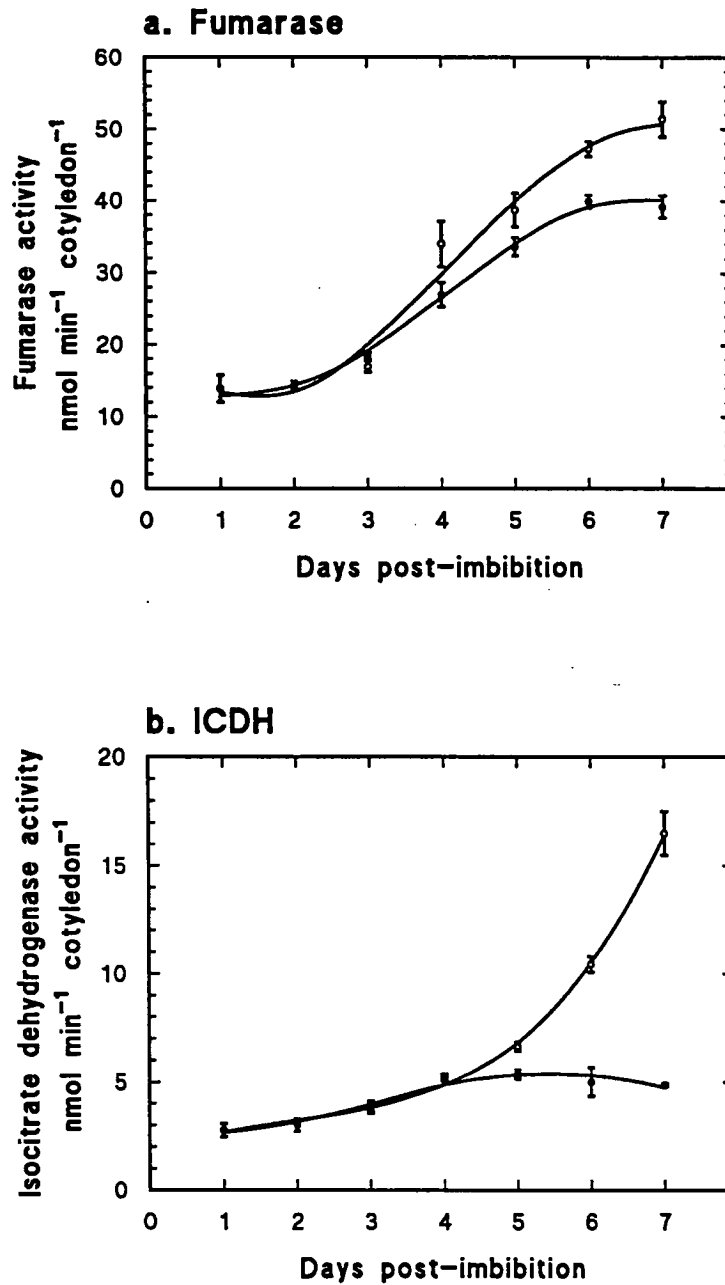 a. Fumarase
60
50
40
30
20
10
0
Fumarase activity
nmol min⁻¹ cotyledon⁻¹
0 1 2 3 4 5 6 7
Days post-imbibition
b. ICDH
20
15
10
5
0
Isocitrate dehydrogenase activity
nmol min⁻¹ cotyledon⁻¹
0 1 2 3 4 5 6 7
Days post-imbibition